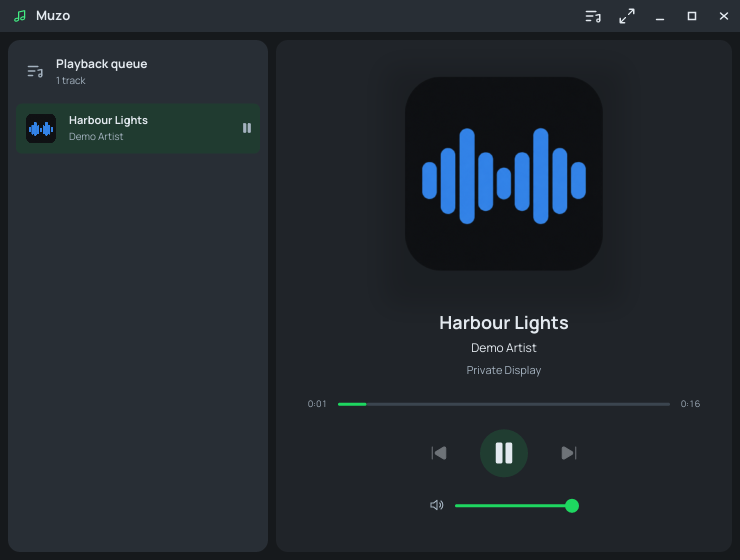 Muzo
Playback queue
1 track
Harbour Lights
Demo Artist
Harbour Lights
Demo Artist
Private Display
0:01
0:16